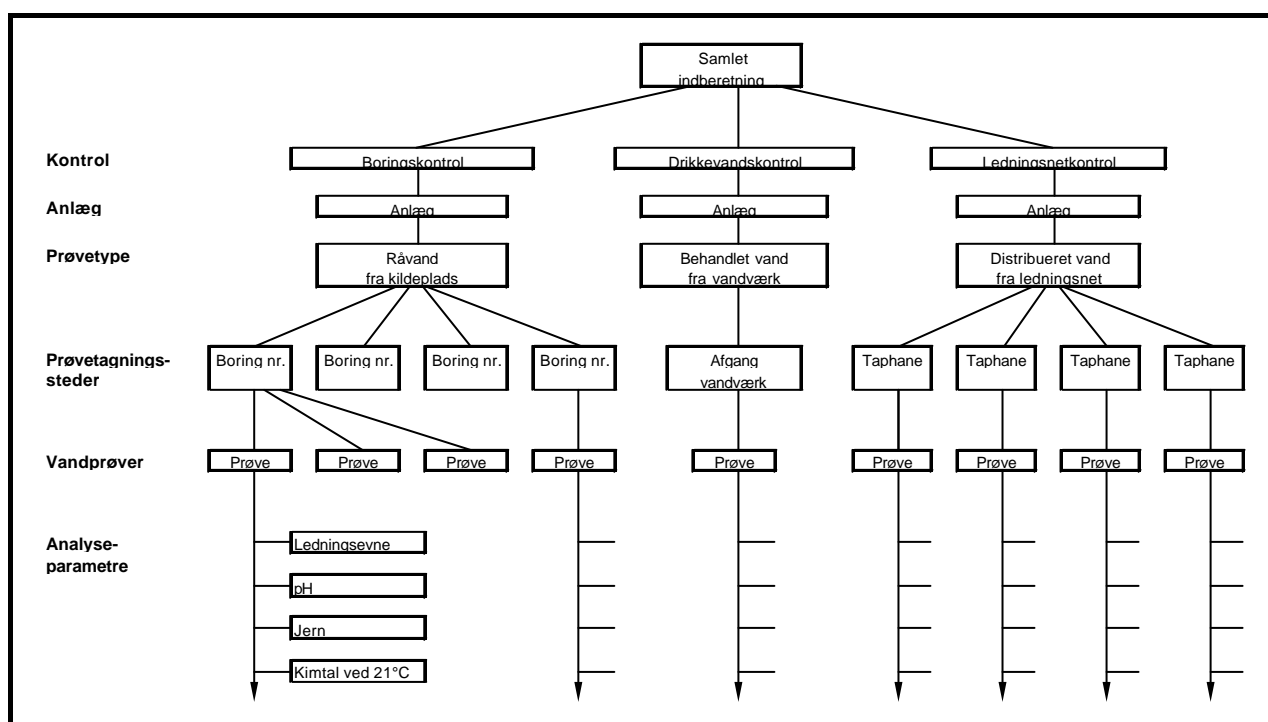 Samlet
indberetning
Kontrol
Boringskontrol
Drikkevandskontrol
Ledningsnetkontrol
Anlæg
Anlæg
Anlæg
Anlæg
Prøvetype
Råvand
fra kildeplads
Behandlet vand
fra vandværk
Distribueret vand
fra ledningsnet
Prøvetagnings-
steder
Boring nr.
Boring nr.
Boring nr.
Boring nr.
Afgang
vandværk
Taphane
Taphane
Taphane
Taphane
Vandprøver
Prøve
Prøve
Prøve
Prøve
Prøve
Prøve
Prøve
Prøve
Prøve
Analyse-
parametre
Ledningsevne
pH
Jern
Kimtal ved 21°C